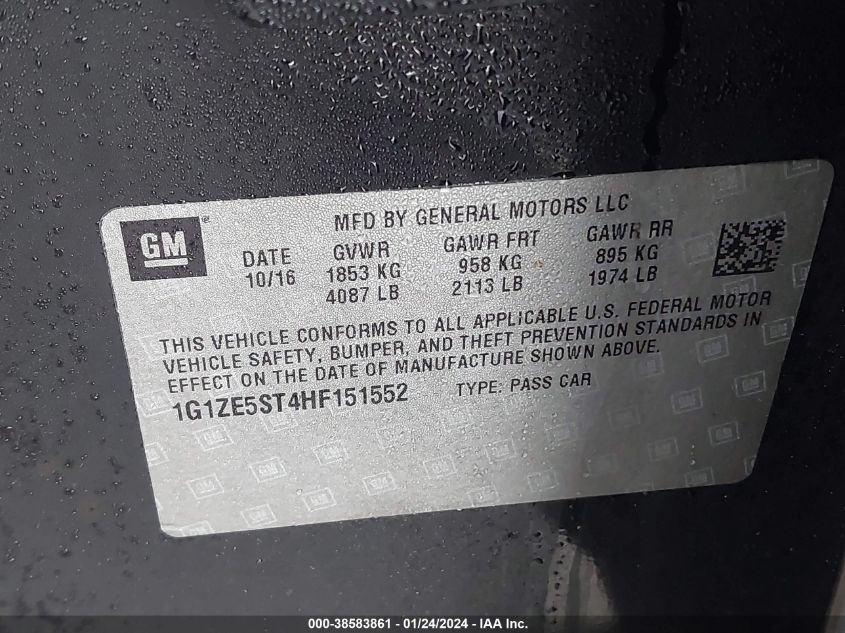 MFD BY GENERAL MOTORS LLC
GM
DATE GVWR GAWR FRT GAWR RR
10/16 1853 KG 958 KG 895 KG
4087 LB 2113 LB 1974 LB
THIS VEHICLE CONFORMS TO ALL APPLICABLE U.S. FEDERAL MOTOR
VEHICLE SAFETY, BUMPER, AND THEFT PREVENTION STANDARDS IN
EFFECT ON THE DATE OF MANUFACTURE SHOWN ABOVE.
1G1ZE5ST4HF151552 TYPE: PASS CAR
000-38583861 - 01/24/2024 - IAA Inc.